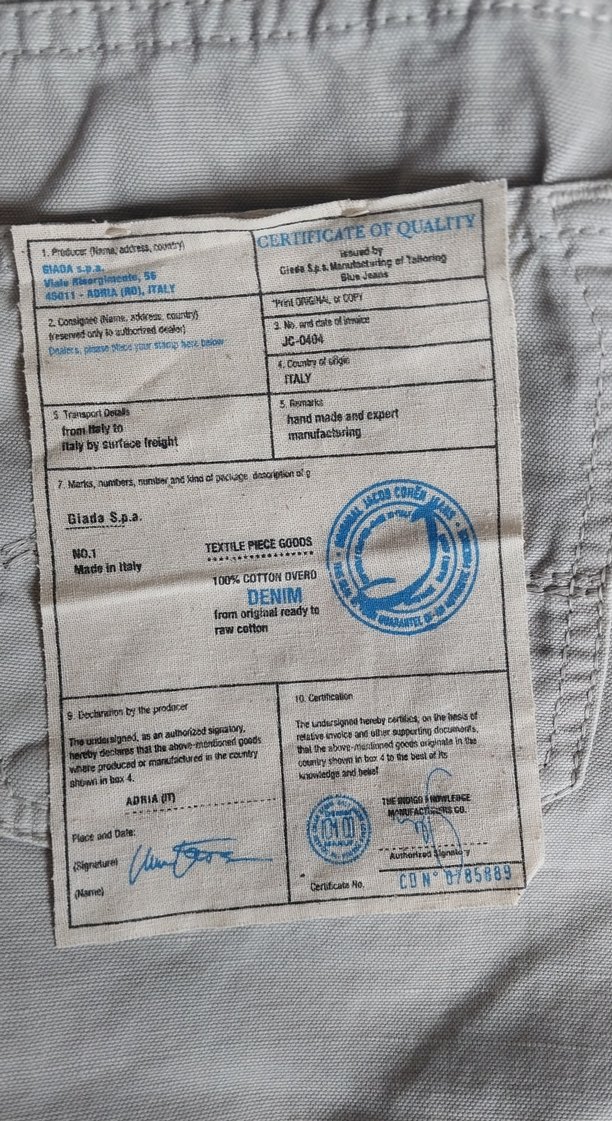 1. Producer (Name, address, country)
GIADA s.p.a.
Viale Risorgimento, 56
45011 - ADRIA (RO), ITALY
CERTIFICATE OF QUALITY
issued by
Giada S.p.a. Manufacturing of Tailoring
Blue Jeans
*Print ORIGINAL or COPY
2. Consignee (Name, address, country)
(reserved only to authorized dealer)
Dealers, please place your stamp here below
3. No. and date of invoice
JC-0404
4. Country of origin
ITALY
5. Transport Details
from Italy to
Italy by surface freight
5. Remarks
hand made and expert
manufacturing
7. Marks, numbers, number and kind of package description of g
Giada S.p.a.
NO.1
Made in Italy
TEXTILE PIECE GOODS
100% COTTON OVERD
DENIM
from original ready to
raw cotton
ORIGINAL JACOB COHËN JEANS
GUARANTEE OF AN
9. Declaration by the producer
The undersigned, as an authorized signatory,
hereby declares that the above-mentioned goods
where produced or manufactured in the country
shown in box 4.
ADRIA (IT)
Place and Date:
(Signature)
(Name)
10. Certification
The undersigned hereby certifies, on the basis of
relative invoice and other supporting documents,
that the above-mentioned goods originate in the
country shown in box 4 to the best of its
knowledge and belief
THE INDIGO KNOWLEDGE
MANUFACTURERS CO.
Authorized Signatory
Certificate No.
CD N° 0785889